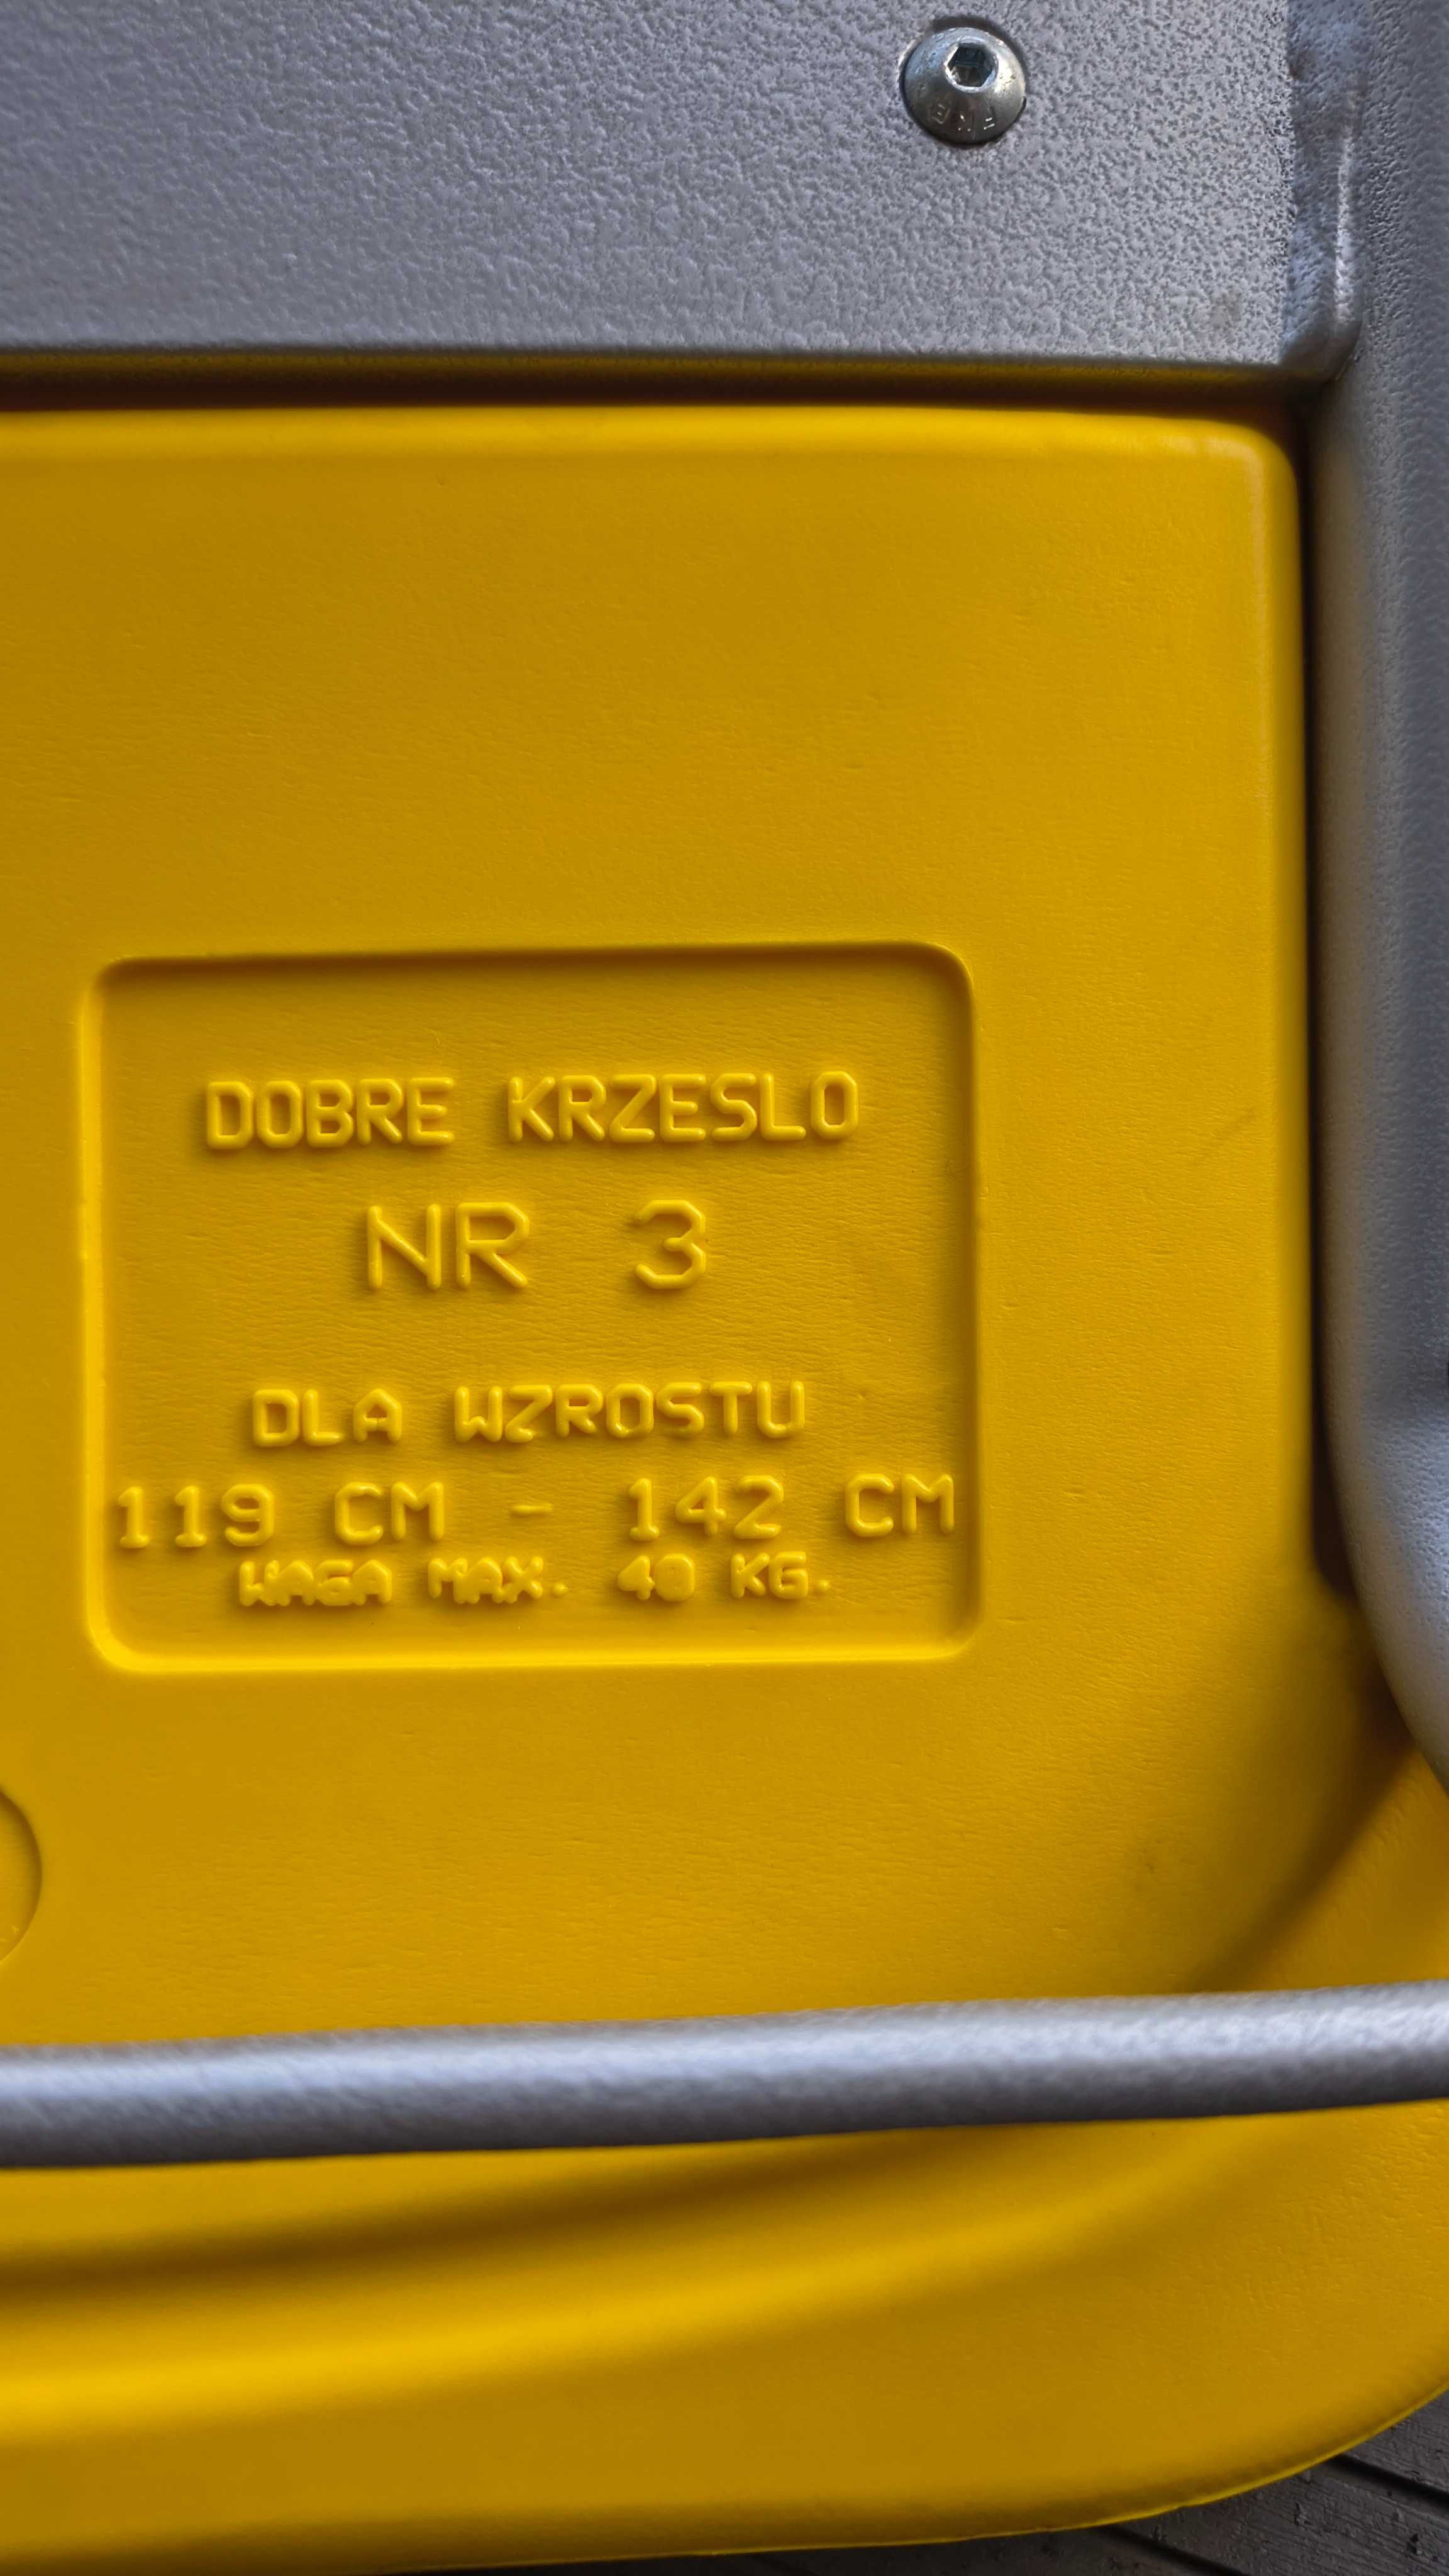 DOBRE KRZESLO
NR 3
DLA WZROSTU
119 CM - 142 CM
WAGA MAX. 40 KG.